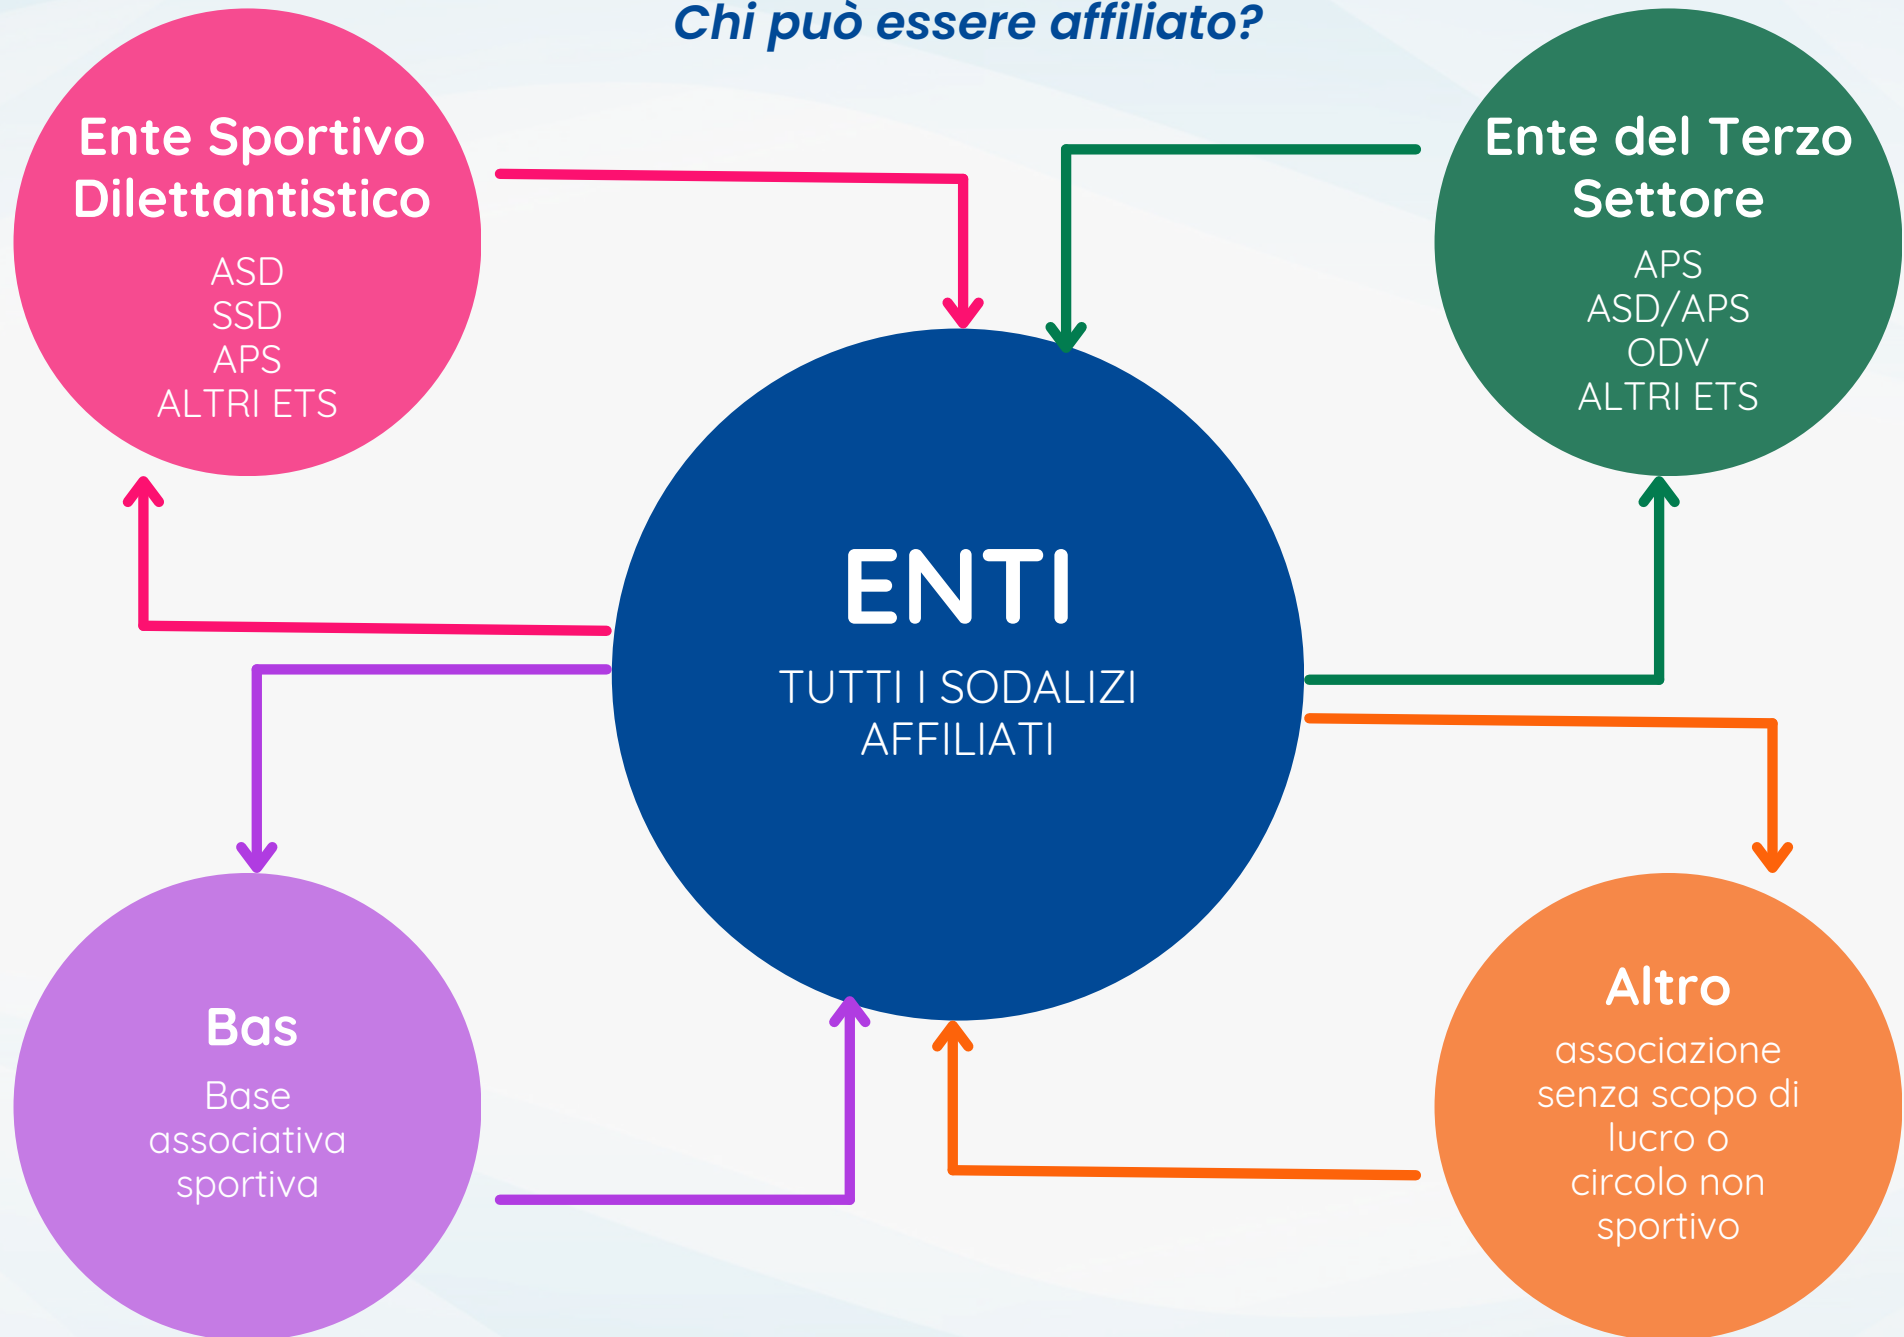 Chi può essere affiliato?
Ente Sportivo
Dilettantistico
ASD
SSD
APS
ALTRI ETS
Ente del Terzo
Settore
APS
ASD/APS
ODV
ALTRI ETS
ENTI
TUTTI I SODALIZI
AFFILIATI
Bas
Base
associativa
sportiva
Altro
associazione
senza scopo di
lucro o
circolo non
sportivo